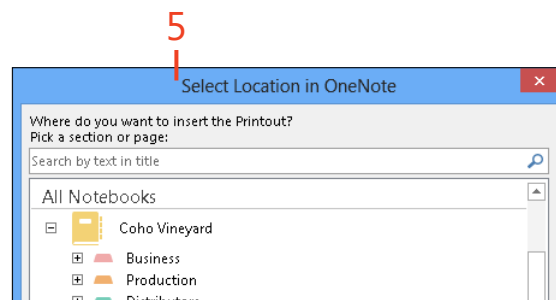 5
Select Location in OneNote
Where do you want to insert the Printout?
Pick a section or page:
Search by text in title
All Notebooks
Coho Vineyard
Business
Production